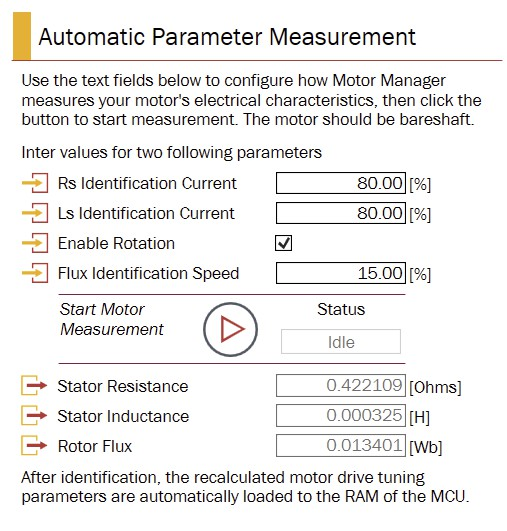 Automatic Parameter Measurement
Use the text fields below to configure how Motor Manager
measures your motor's electrical characteristics, then click the
button to start measurement. The motor should be bareshaft.
Inter values for two following parameters
Rs Identification Current 80.00 [%]
Ls Identification Current 80.00 [%]
Enable Rotation
Flux Identification Speed 15.00 [%]
Start Motor
Measurement
Status
Idle
Stator Resistance 0.422109 [Ohms]
Stator Inductance 0.000325 [H]
Rotor Flux 0.013401 [Wb]
After identification, the recalculated motor drive tuning
parameters are automatically loaded to the RAM of the MCU.